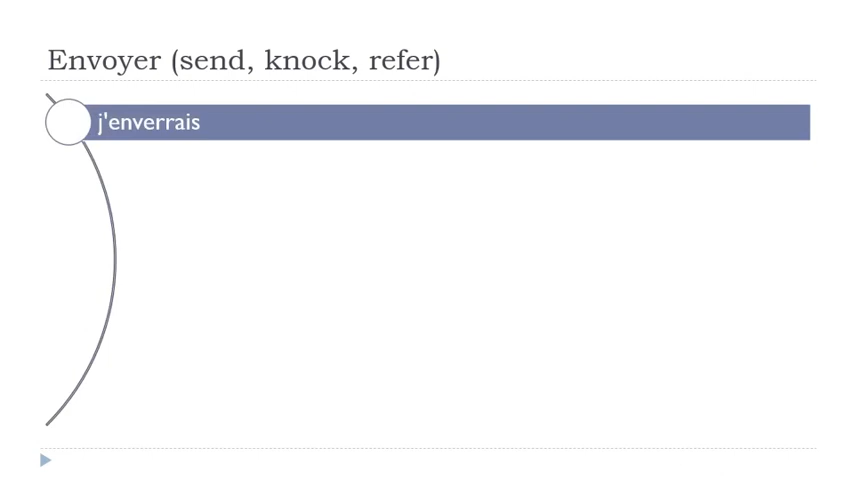 Envoyer (send, knock, refer)
j'enverrais